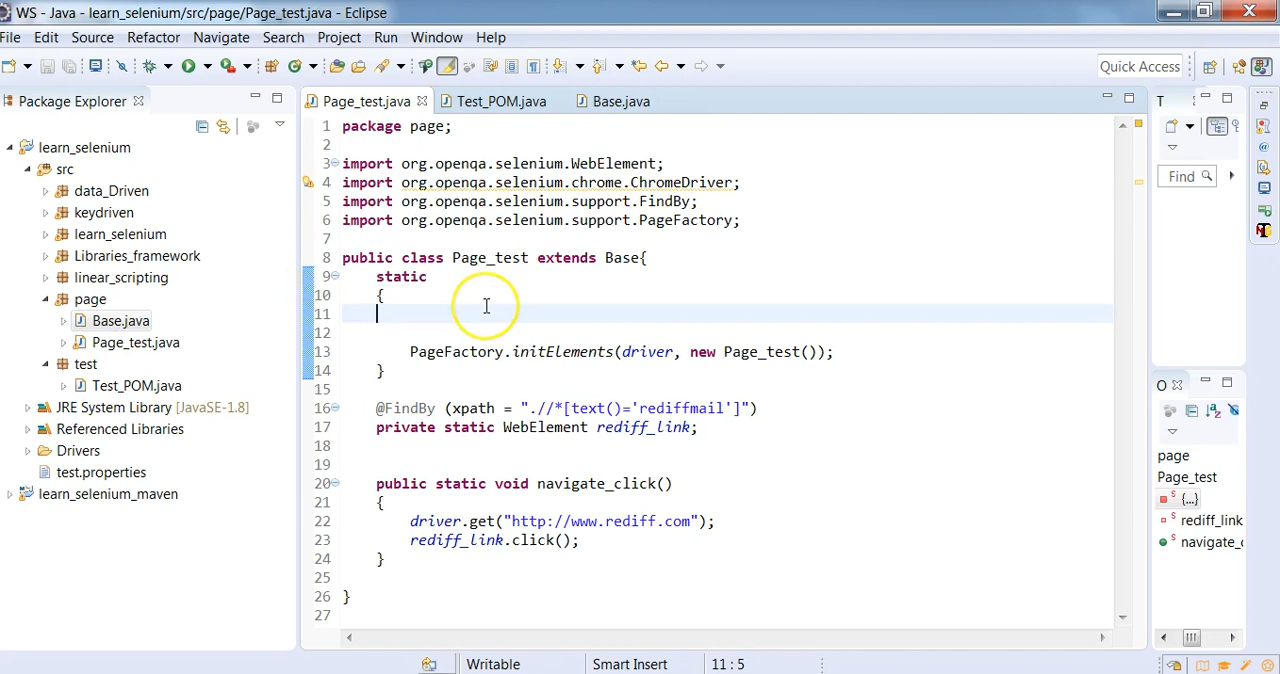 WS - Java - learn_selenium/src/page/Page_test.java - Eclipse
File Edit Source Refactor Navigate Search Project Run Window Help
Quick Access
Package Explorer
Page_test.java Test_POM.java Base.java
T
learn_selenium
src
data_Driven
keydriven
learn_selenium
Libraries_framework
linear_scripting
page
Base.java
Page_test.java
test
Test_POM.java
JRE System Library [JavaSE-1.8]
Referenced Libraries
Drivers
test.properties
learn_selenium_maven
1 package page;
2
3 import org.openqa.selenium.WebElement;
4 import org.openqa.selenium.chrome.ChromeDriver;
5 import org.openqa.selenium.support.FindBy;
6 import org.openqa.selenium.support.PageFactory;
7
8 public class Page_test extends Base{
9 static
10 {
11
12
13 PageFactory.initElements(driver, new Page_test());
14 }
15
16 @FindBy (xpath = ".//*[text()='rediffmail']")
17 private static WebElement rediff_link;
18
19
20 public static void navigate_click()
21 {
22 driver.get("http://www.rediff.com");
23 rediff_link.click();
24 }
25
26 }
27
Find
O
page
Page_test
{...}
rediff_link
navigate_c
Writable Smart Insert 11 : 5